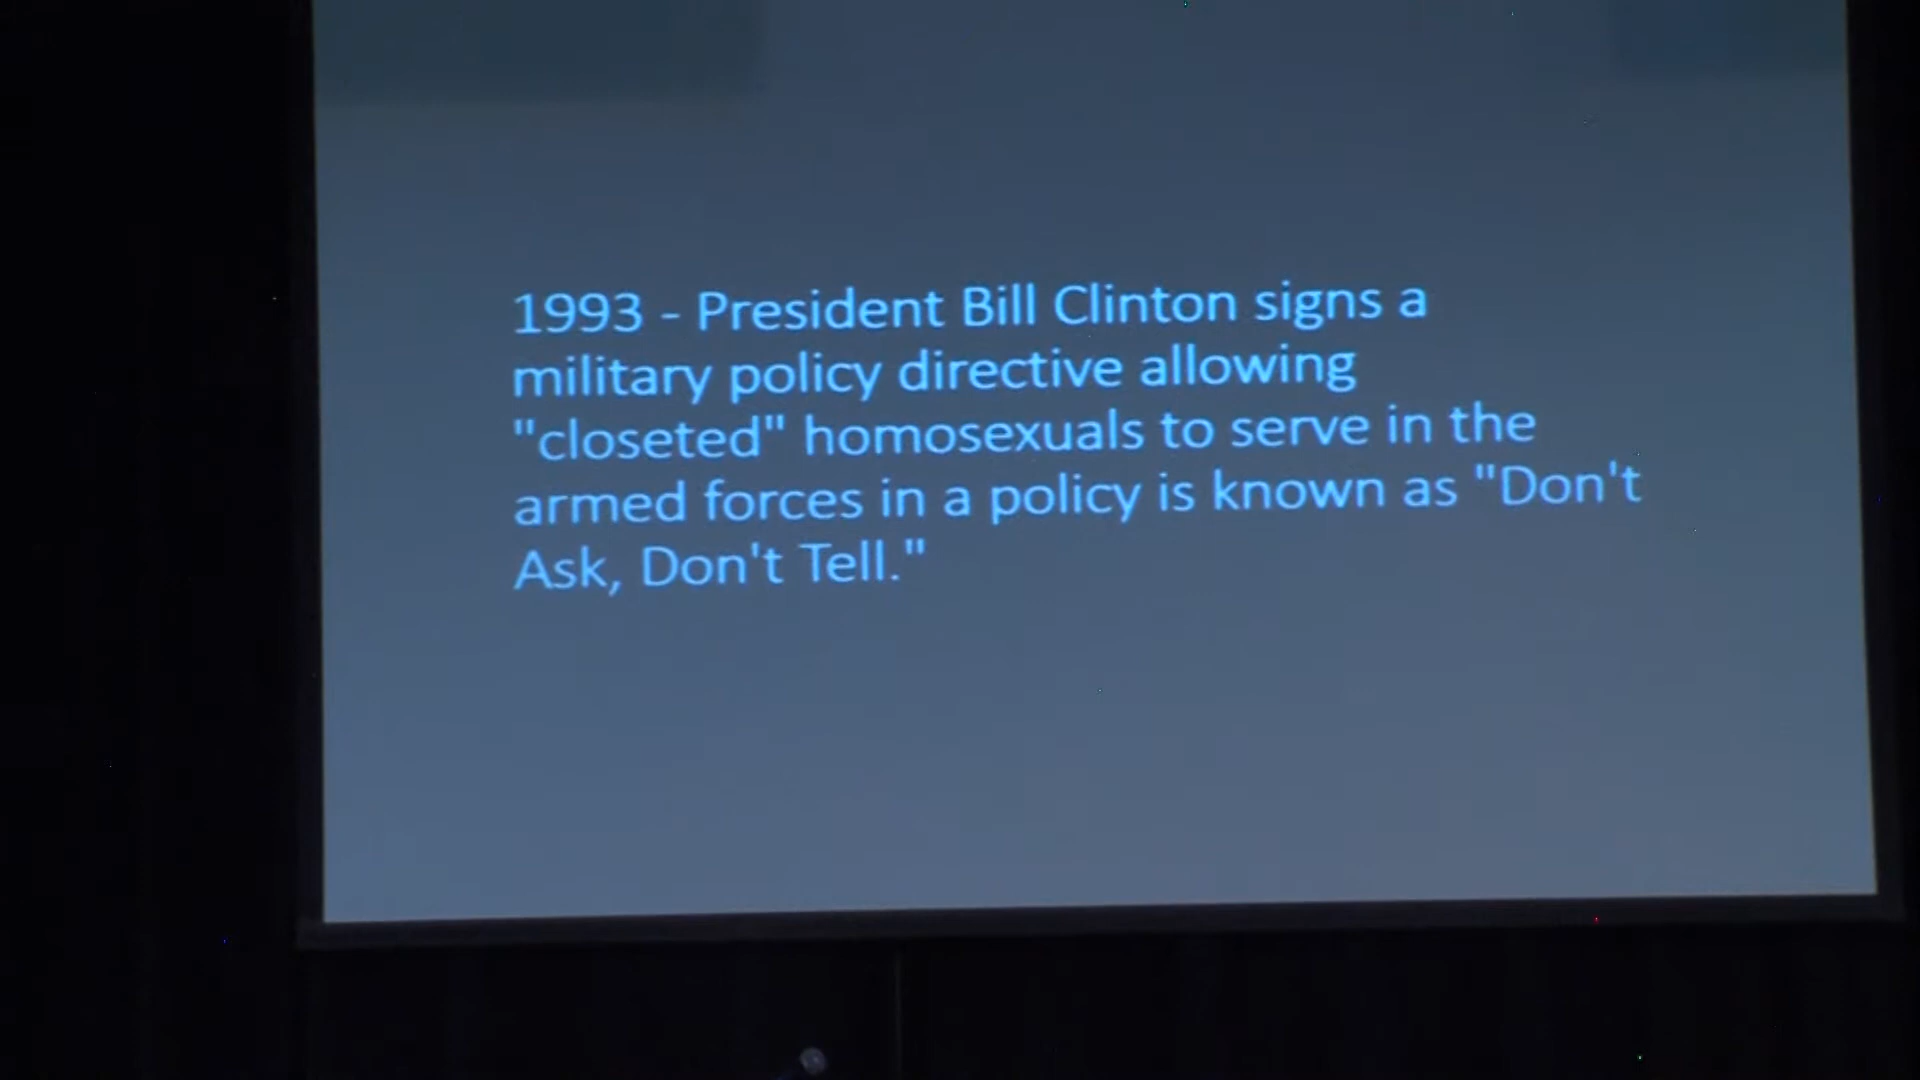 1993 - President Bill Clinton signs a
military policy directive allowing
"closeted" homosexuals to serve in the
armed forces in a policy is known as "Don't
Ask, Don't Tell."